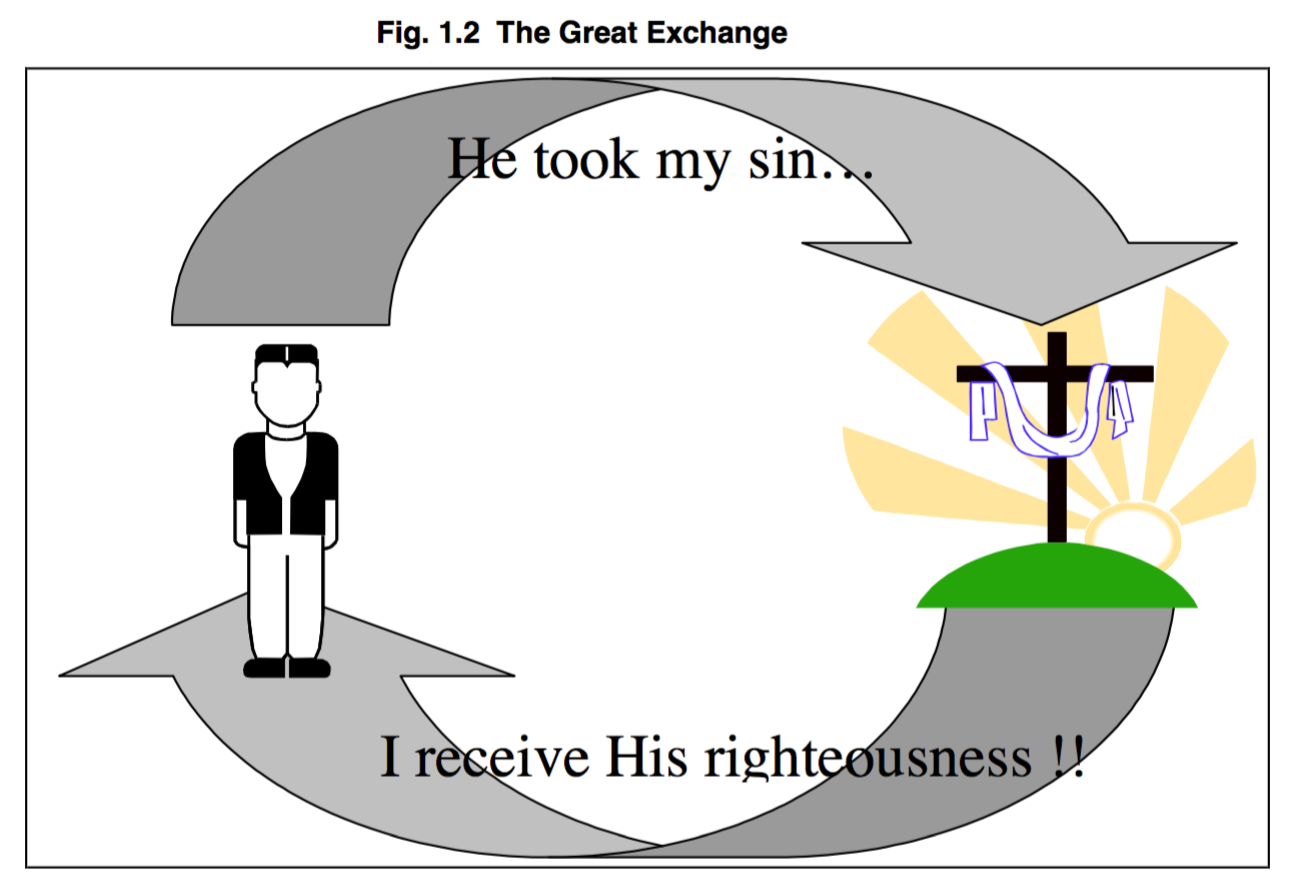 Fig. 1.2 The Great Exchange
He took my sin…
I receive His righteousness !!